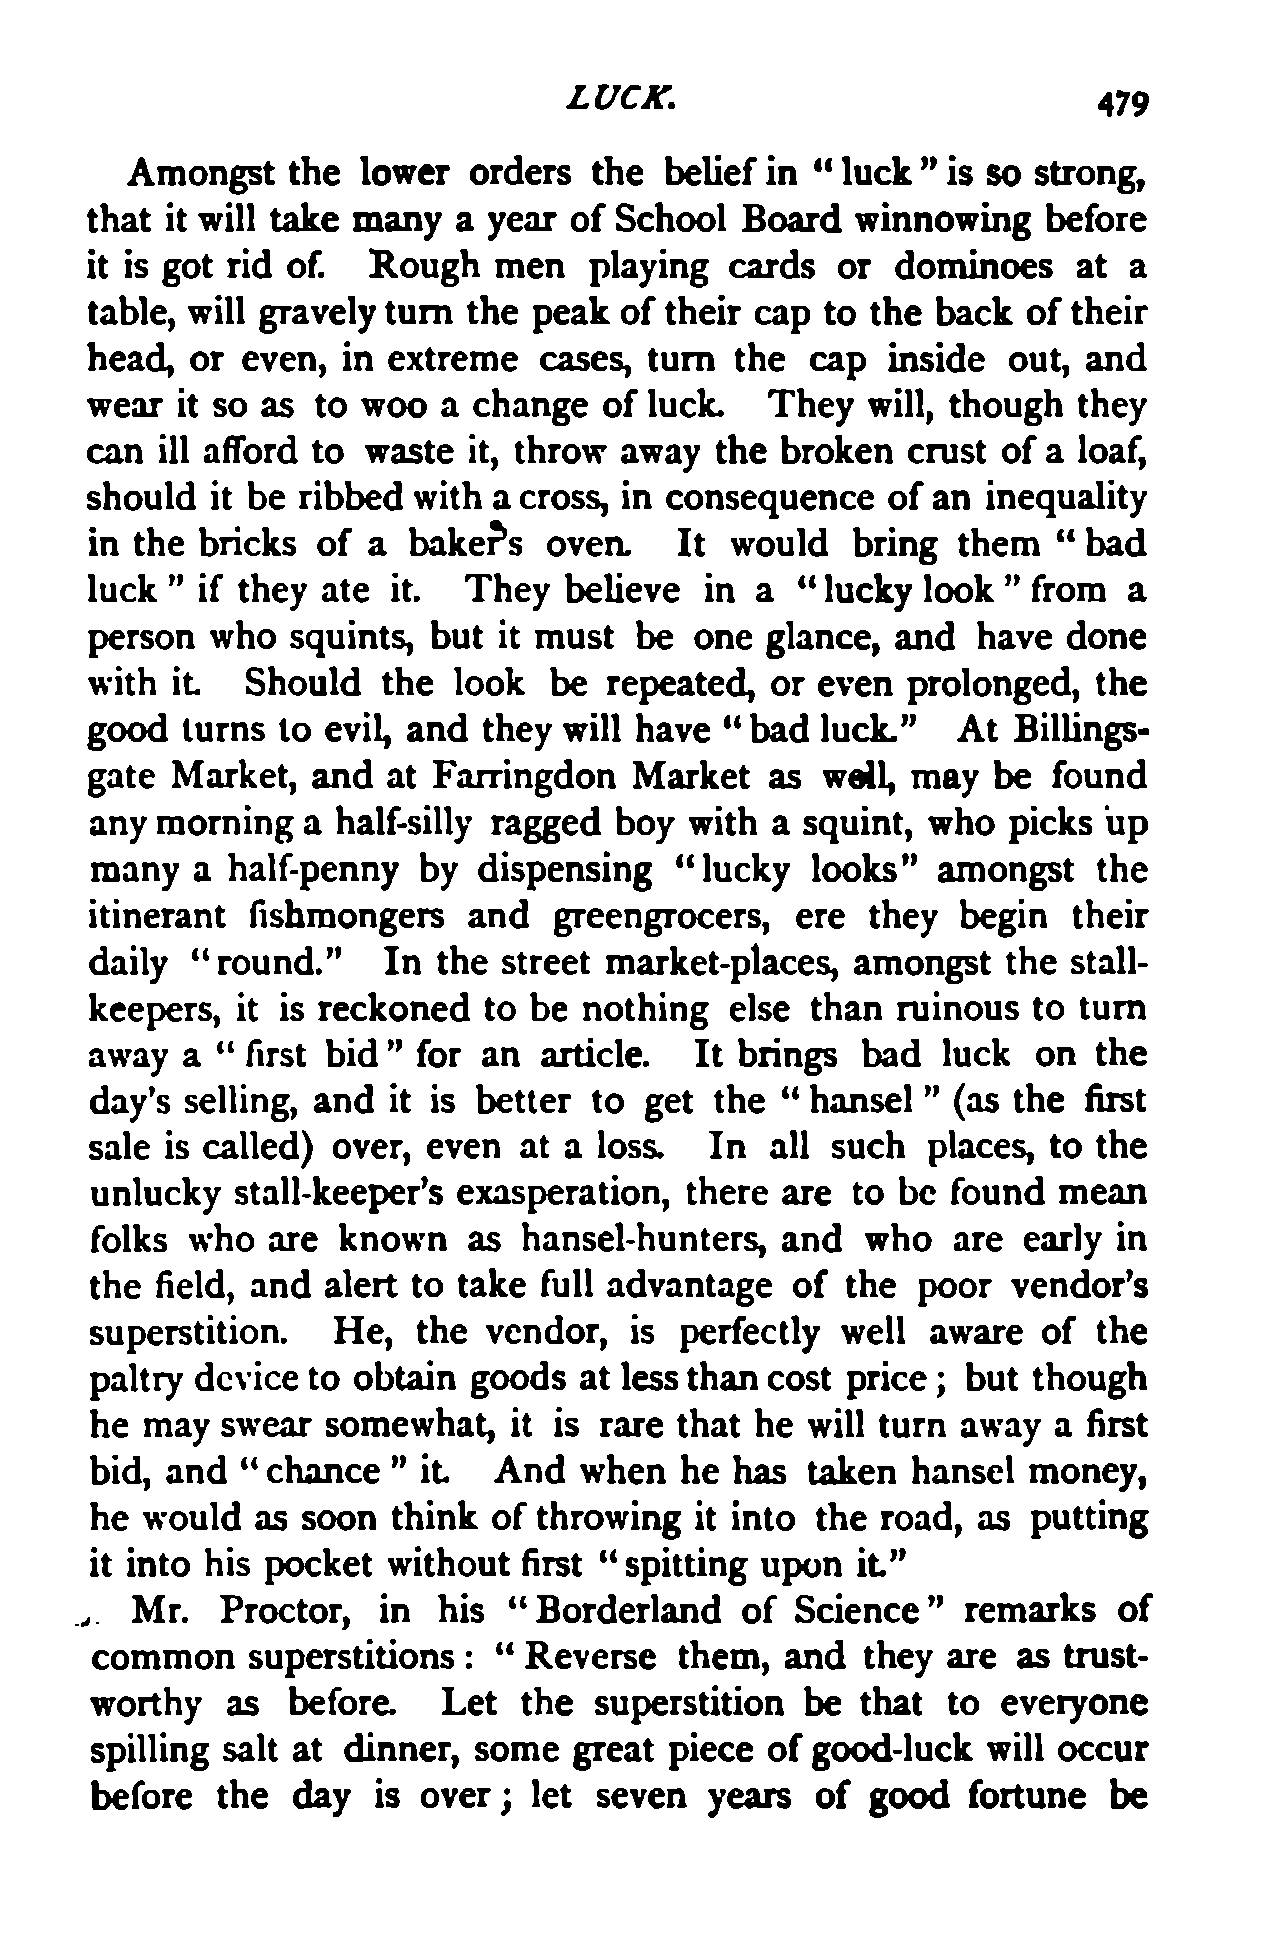 LUCK. 479
Amongst the lower orders the belief in “luck” is so strong,
that it will take many a year of School Board winnowing before
it is got rid of. Rough men playing cards or dominoes at a
table, will gravely turn the peak of their cap to the back of their
head, or even, in extreme cases, turn the cap inside out, and
wear it so as to woo a change of luck. They will, though they
can ill afford to waste it, throw away the broken crust of a loaf,
should it be ribbed with a cross, in consequence of an inequality
in the bricks of a baker's oven. It would bring them “bad
luck” if they ate it. They believe in a “lucky look” from a
person who squints, but it must be one glance, and have done
with it. Should the look be repeated, or even prolonged, the
good turns to evil, and they will have “bad luck.” At Billings-
gate Market, and at Farringdon Market as well, may be found
any morning a half-silly ragged boy with a squint, who picks up
many a half-penny by dispensing “lucky looks” amongst the
itinerant fishmongers and greengrocers, ere they begin their
daily “round.” In the street market-places, amongst the stall-
keepers, it is reckoned to be nothing else than ruinous to turn
away a “first bid” for an article. It brings bad luck on the
day's selling, and it is better to get the “hansel” (as the first
sale is called) over, even at a loss. In all such places, to the
unlucky stall-keeper's exasperation, there are to be found mean
folks who are known as hansel-hunters, and who are early in
the field, and alert to take full advantage of the poor vendor's
superstition. He, the vendor, is perfectly well aware of the
paltry device to obtain goods at less than cost price; but though
he may swear somewhat, it is rare that he will turn away a first
bid, and “chance” it. And when he has taken hansel money,
he would as soon think of throwing it into the road, as putting
it into his pocket without first “spitting upon it.”
Mr. Proctor, in his “Borderland of Science” remarks of
common superstitions: “Reverse them, and they are as trust-
worthy as before. Let the superstition be that to everyone
spilling salt at dinner, some great piece of good-luck will occur
before the day is over; let seven years of good fortune be